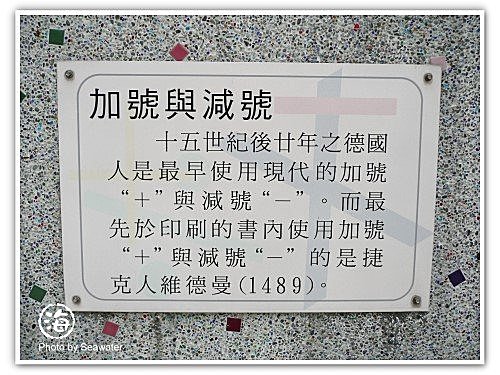 加號與減號
十五世紀後廿年之德國
人是最早使用現代的加號
“＋”與減號“－”。而最
先於印刷的書內使用加號
“＋”與減號“－”的是捷
克人維德曼(1489)。
海
Photo by Seawater